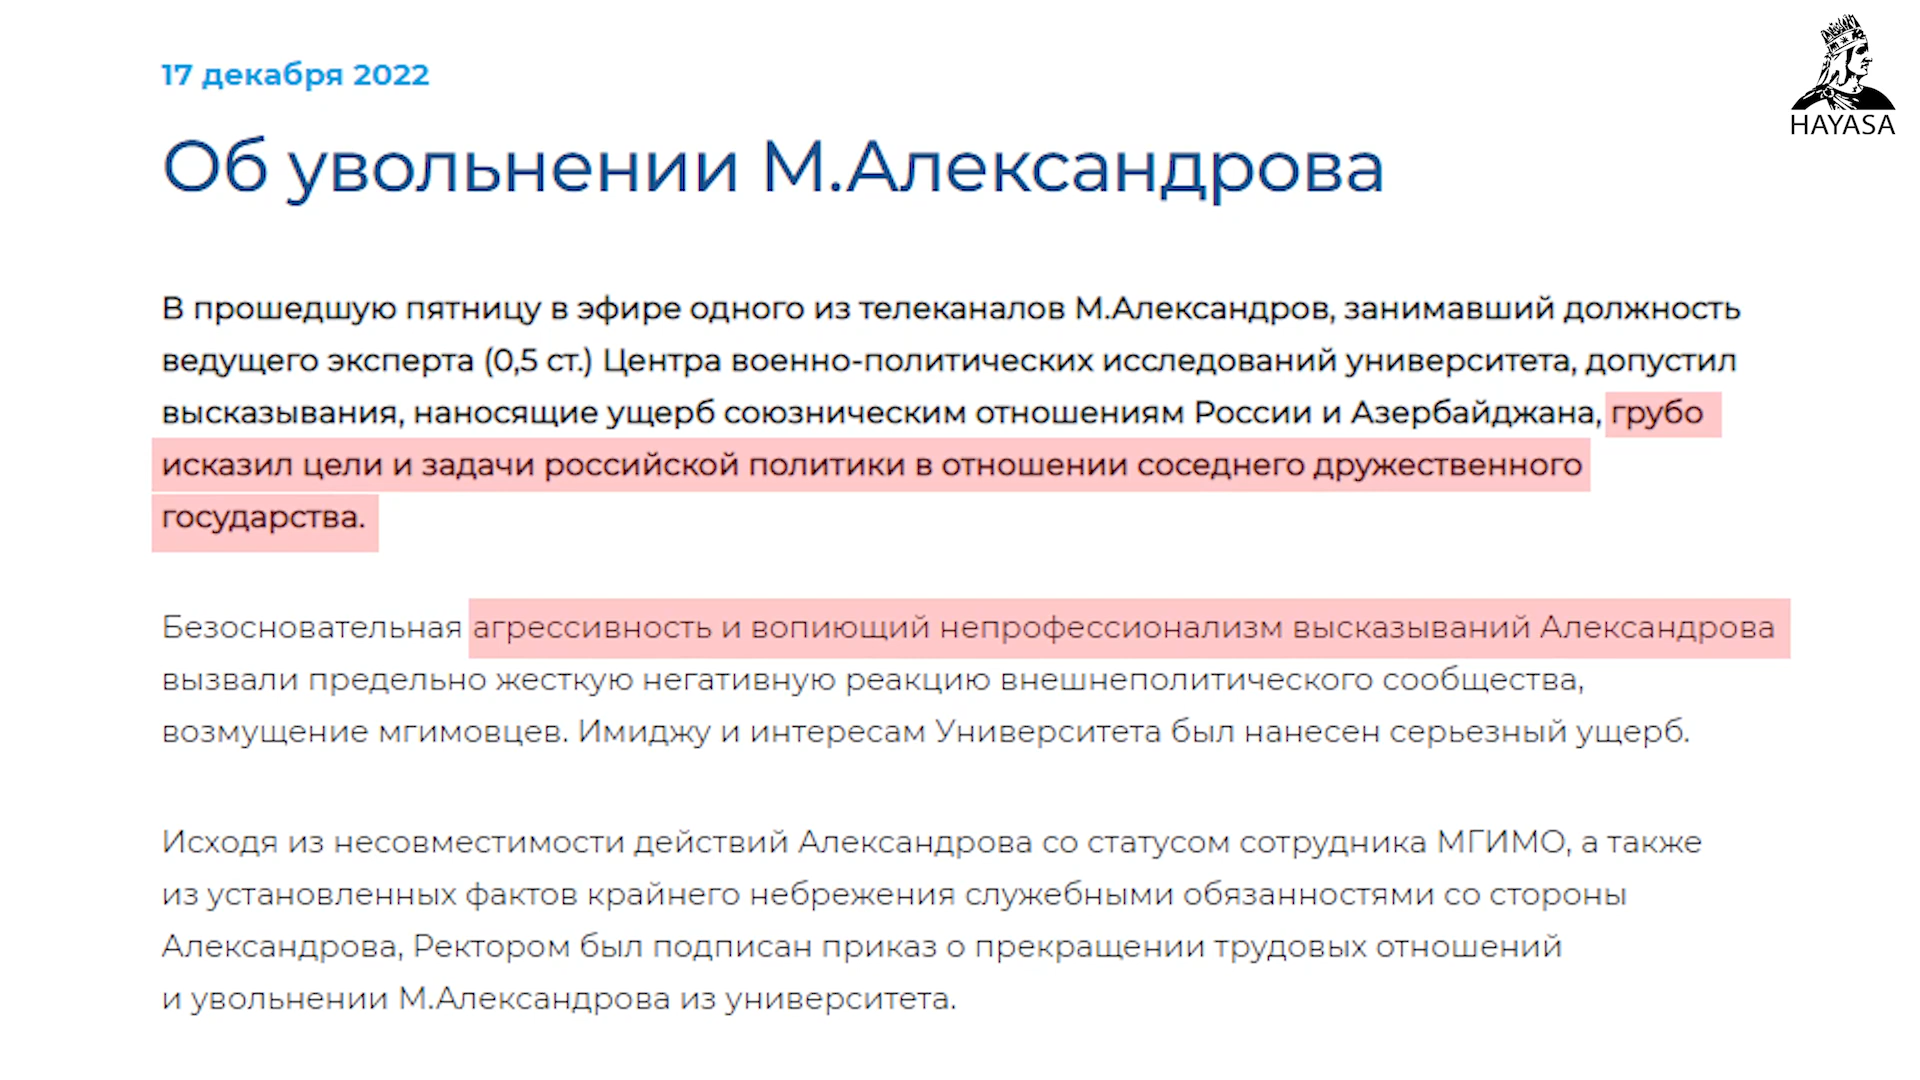 HAYASA
17 декабря 2022
Об увольнении М.Александрова
В прошедшую пятницу в эфире одного из телеканалов М.Александров, занимавший должность
ведущего эксперта (0,5 ст.) Центра военно-политических исследований университета, допустил
высказывания, наносящие ущерб союзническим отношениям России и Азербайджана, грубо
исказил цели и задачи российской политики в отношении соседнего дружественного
государства.
Безосновательная агрессивность и вопиющий непрофессионализм высказываний Александрова
вызвали предельно жесткую негативную реакцию внешнеполитического сообщества,
возмущение мгимовцев. Имиджу и интересам Университета был нанесен серьезный ущерб.
Исходя из несовместимости действий Александрова со статусом сотрудника МГИМО, а также
из установленных фактов крайнего небрежения служебными обязанностями со стороны
Александрова, Ректором был подписан приказ о прекращении трудовых отношений
и увольнении М.Александрова из университета.